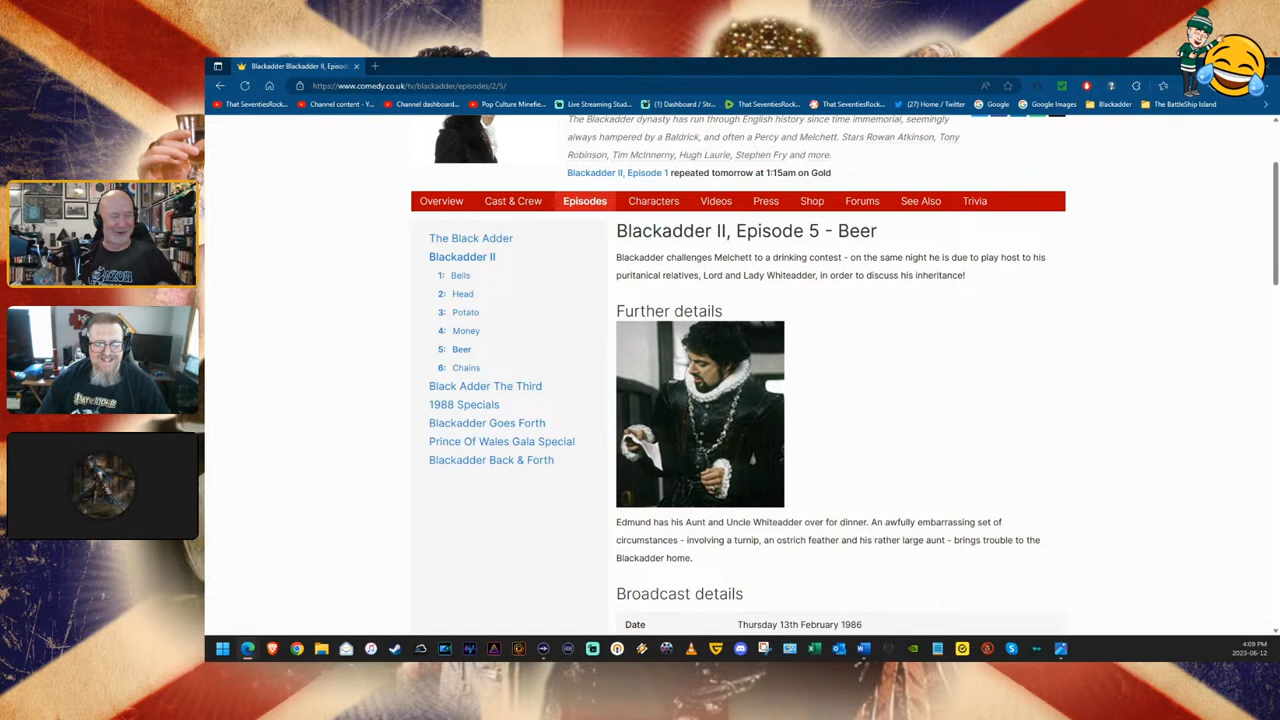 Blackadder Blackadder II, Episod
https://www.comedy.co.uk/tv/blackadder/episodes/2/5/
That SeventiesRock... Channel content - Y... Channel dashboard... Pop Culture Minefie... Live Streaming Stud... (1) Dashboard / Str... That SeventiesRock... That SeventiesRock... (27) Home / Twitter Google Google Images Blackadder The BattleShip Island
The Blackadder dynasty has run through English history since time immemorial, seemingly
always hampered by a Baldrick, and often a Percy and Melchett. Stars Rowan Atkinson, Tony
Robinson, Tim McInnerny, Hugh Laurie, Stephen Fry and more.
Blackadder II, Episode 1 repeated tomorrow at 1:15am on Gold
Overview Cast & Crew Episodes Characters Videos Press Shop Forums See Also Trivia
The Black Adder
Blackadder II
1: Bells
2: Head
3: Potato
4: Money
5: Beer
6: Chains
Black Adder The Third
1988 Specials
Blackadder Goes Forth
Prince Of Wales Gala Special
Blackadder Back & Forth
Blackadder II, Episode 5 - Beer
Blackadder challenges Melchett to a drinking contest - on the same night he is due to play host to his
puritanical relatives, Lord and Lady Whiteadder, in order to discuss his inheritance!
Further details
Edmund has his Aunt and Uncle Whiteadder over for dinner. An awfully embarrassing set of
circumstances - involving a turnip, an ostrich feather and his rather large aunt - brings trouble to the
Blackadder home.
Broadcast details
Date Thursday 13th February 1986
4:09 PM
2023-06-12